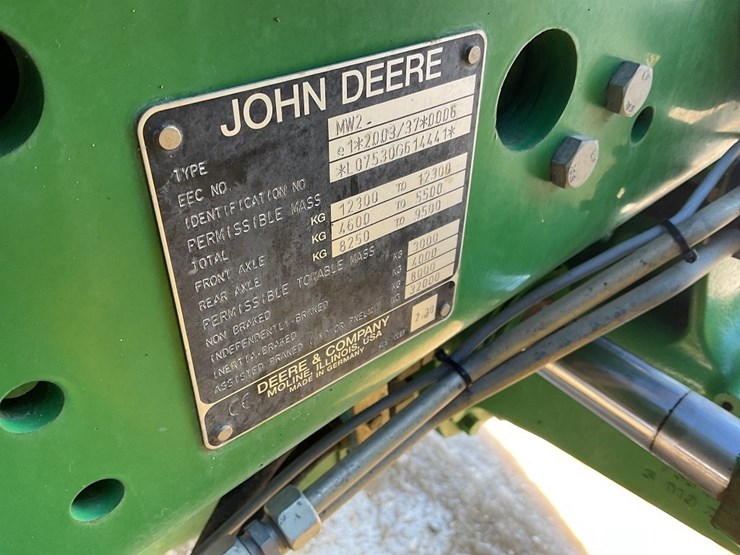 JOHN DEERE
TYPE MW2-
EEC NO. e1*2003/37*0006
IDENTIFICATION NO. *L07530G614441*
PERMISSIBLE MASS
TOTAL KG 12300 TO 12300
FRONT AXLE KG 4600 TO 5500
REAR AXLE KG 8250 TO 9500
PERMISSIBLE TOWABLE MASS
NON BRAKED KG 3000
INDEPENDENTLY-BRAKED KG 4000
INERTIA-BRAKED KG 8000
ASSISTED BRAKED KG 32000
DEERE & COMPANY
MOLINE ILLINOIS, USA
MADE IN GERMANY
CE